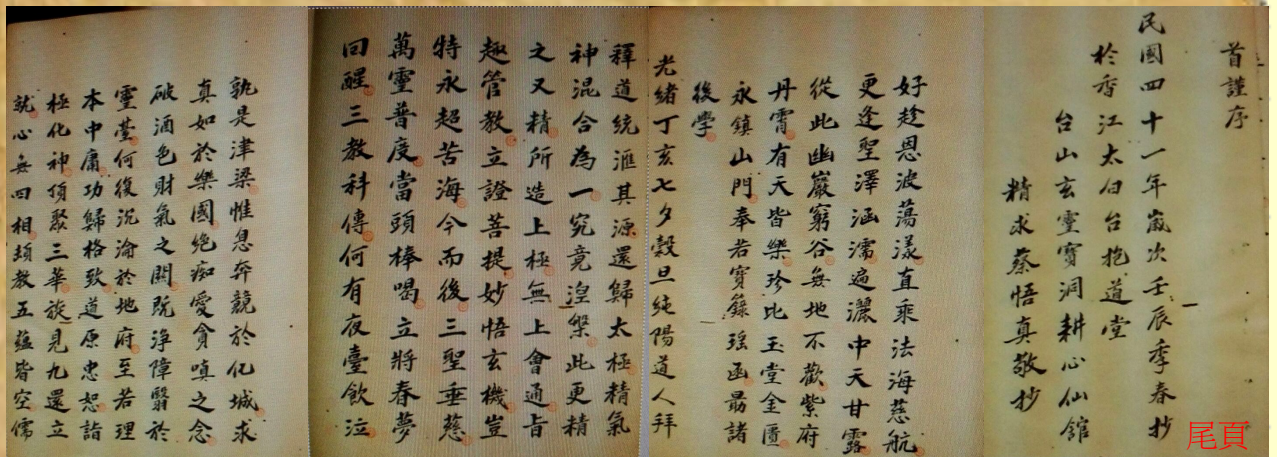 孰是津梁惟息奔競於化城求
真如於樂國絕痴愛貪嗔之念
破酒色財氣之關既淨障翳於
靈臺何復沉淪於地府至若理
本中庸功歸格致道原忠恕詣
極化神頂聚三華旋見九還立
就心無四相頡教五蘊皆空儒
釋道統滙其源還歸太極精氣
神混合為一究竟湼槃此更精
之又精所造上極無上會通旨
趣管教立證菩提妙悟玄機豈
特永超苦海今而後三聖垂慈
萬靈普度當頭棒喝立將春夢
回醒三教科傳何有夜臺飲泣
好趁恩波蕩漾直乘法海慈航
更逢聖澤涵濡遍灑中天甘露
從此幽巖窮谷無地不歡紫府
丹霄有天皆樂珍比玉堂金匱
永鎮山門奉若寶籙瑤函朂諸
後學
光緒丁亥七夕穀旦純陽道人拜
首謹序
民國四十一年歲次壬辰季春抄
於香江太白台抱道堂
台山玄靈寶洞耕心仙館
精求蔡悟真敬抄
尾頁